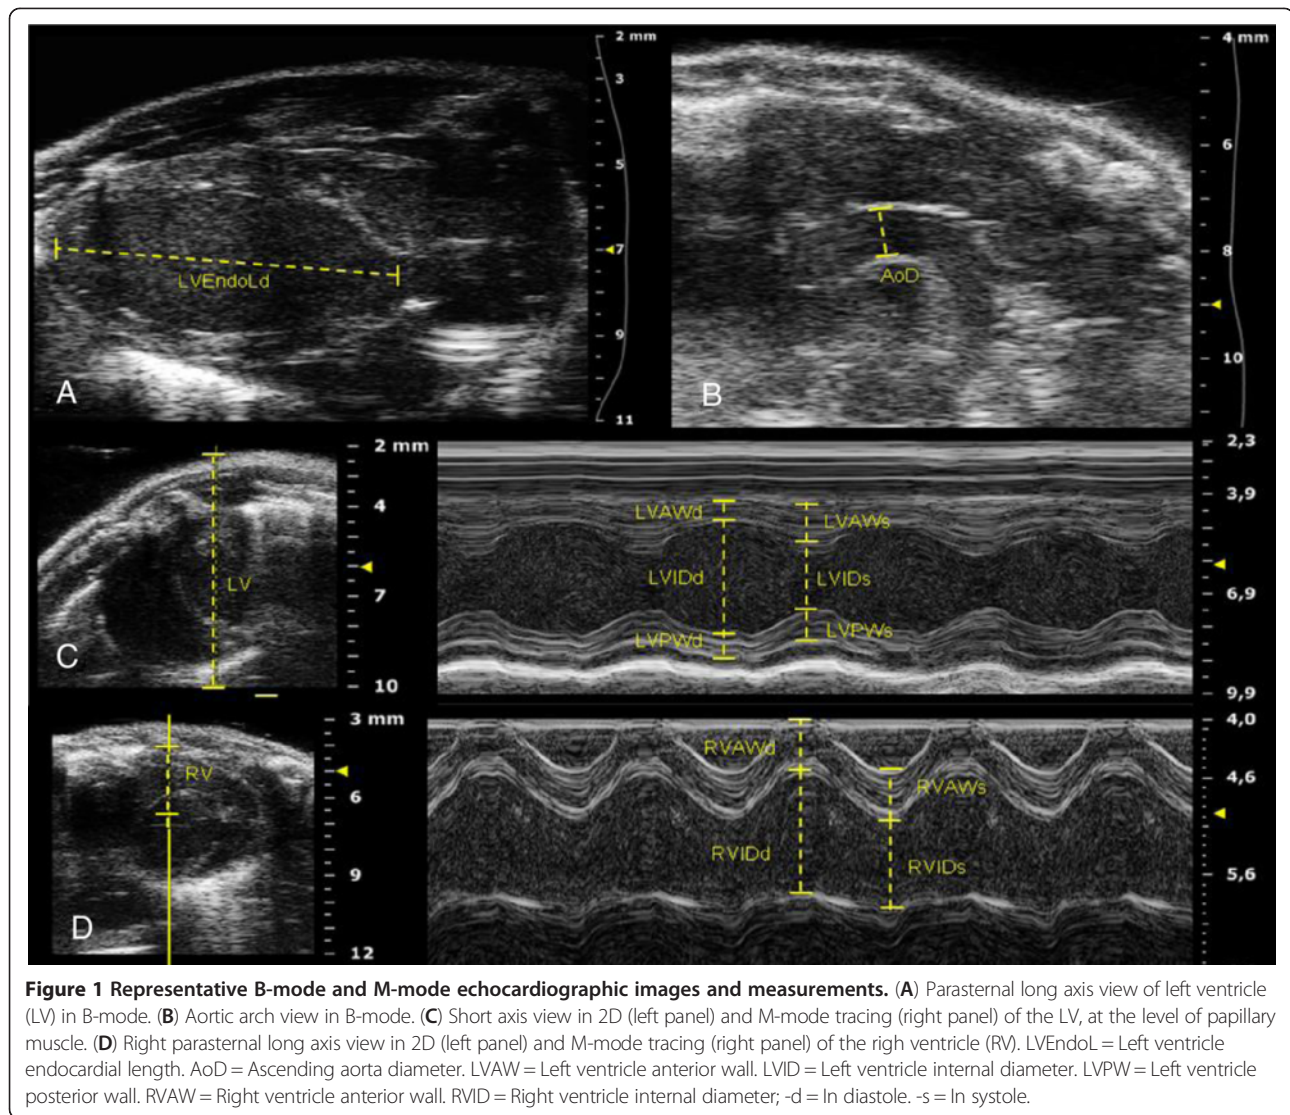 2 mm
3
5
7
9
11
LVEndoLd
A
4 mm
6
8
10
AoD
B
2 mm
4
7
10
LV
C
2,3
3,9
6,9
9,9
LVAWd
LVAWs
LVIDd
LVIDs
LVPWd
LVPWs
3 mm
6
9
12
RV
D
4,0
4,6
5,6
RVAWd
RVAWs
RVIDd
RVIDs
Figure 1 Representative B-mode and M-mode echocardiographic images and measurements. (A) Parasternal long axis view of left ventricle
(LV) in B-mode. (B) Aortic arch view in B-mode. (C) Short axis view in 2D (left panel) and M-mode tracing (right panel) of the LV, at the level of papillary
muscle. (D) Right parasternal long axis view in 2D (left panel) and M-mode tracing (right panel) of the righ ventricle (RV). LVEndoL = Left ventricle
endocardial length. AoD = Ascending aorta diameter. LVAW = Left ventricle anterior wall. LVID = Left ventricle internal diameter. LVPW = Left ventricle
posterior wall. RVAW = Right ventricle anterior wall. RVID = Right ventricle internal diameter; -d = In diastole. -s = In systole.